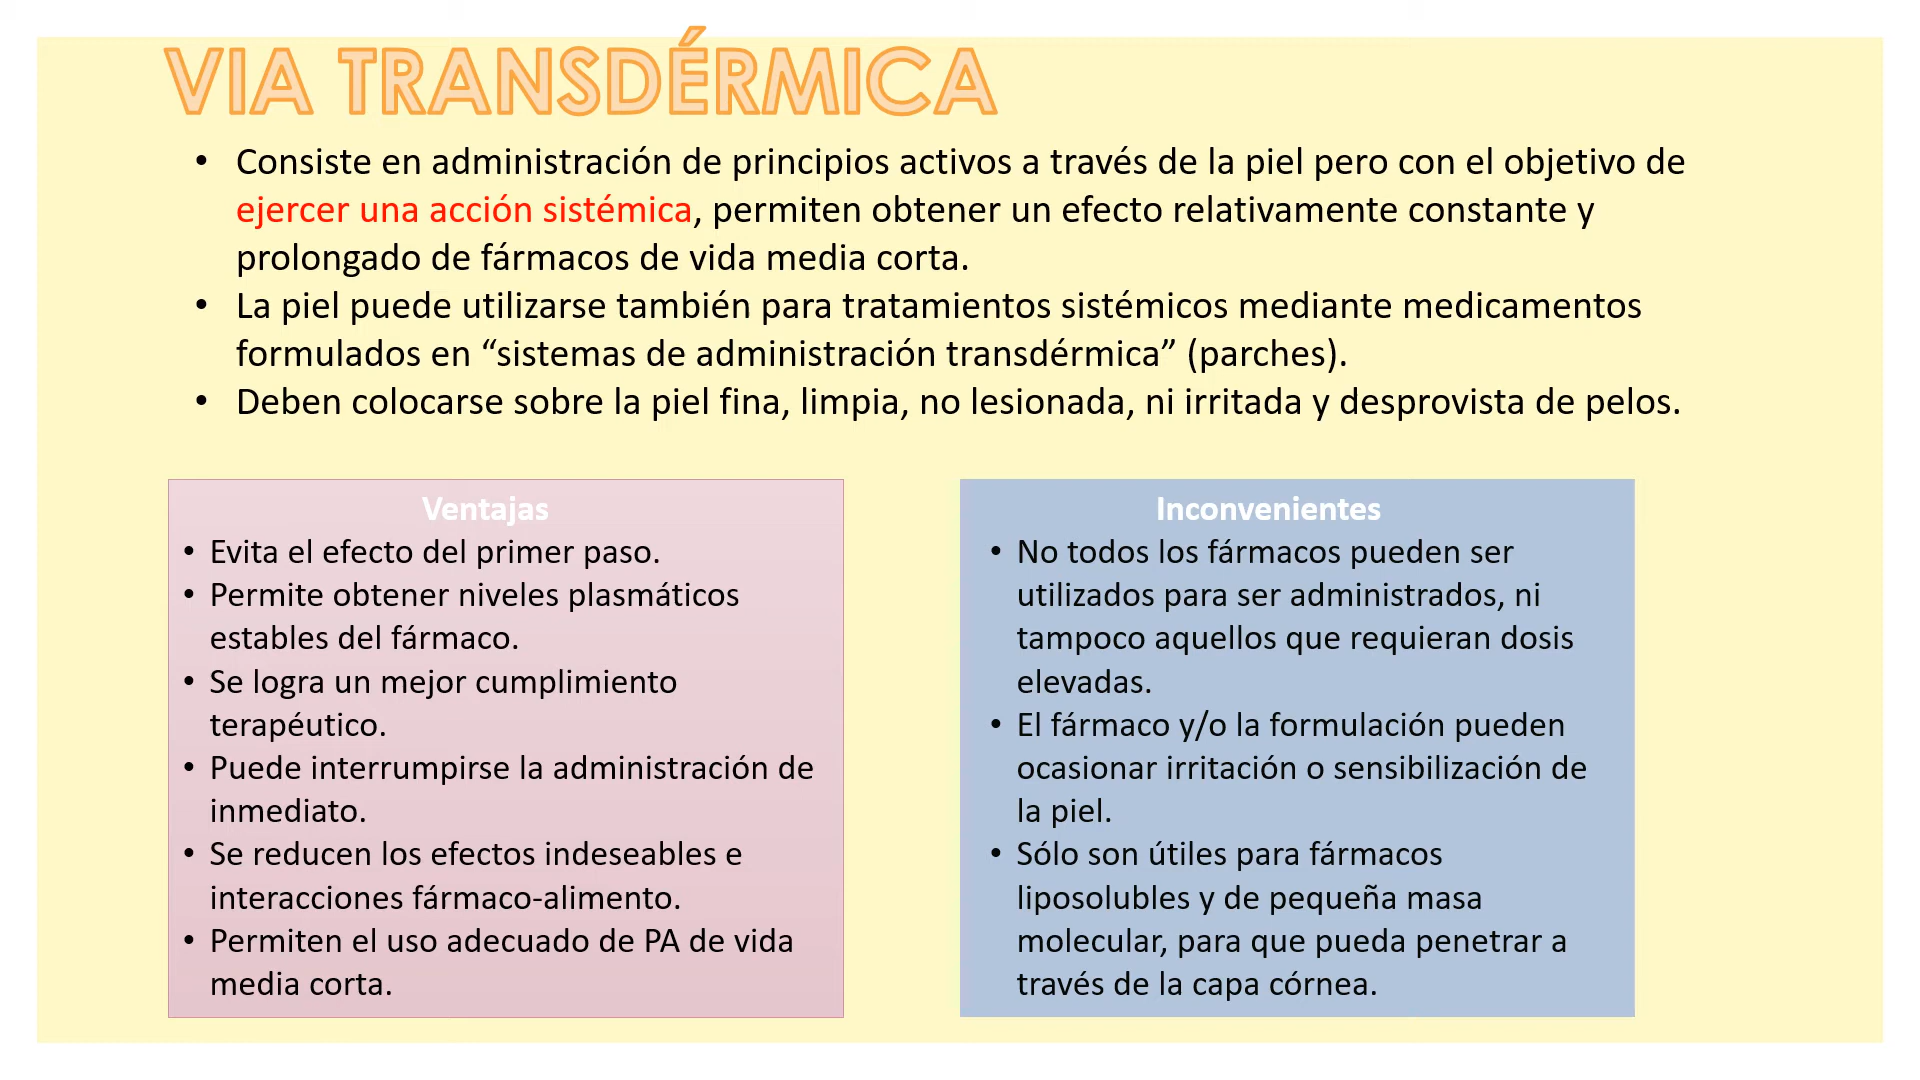 VIA TRANSDÉRMICA
• Consiste en administración de principios activos a través de la piel pero con el objetivo de
ejercer una acción sistémica, permiten obtener un efecto relativamente constante y
prolongado de fármacos de vida media corta.
• La piel puede utilizarse también para tratamientos sistémicos mediante medicamentos
formulados en “sistemas de administración transdérmica” (parches).
• Deben colocarse sobre la piel fina, limpia, no lesionada, ni irritada y desprovista de pelos.
Ventajas
• Evita el efecto del primer paso.
• Permite obtener niveles plasmáticos
estables del fármaco.
• Se logra un mejor cumplimiento
terapéutico.
• Puede interrumpirse la administración de
inmediato.
• Se reducen los efectos indeseables e
interacciones fármaco-alimento.
• Permiten el uso adecuado de PA de vida
media corta.
Inconvenientes
• No todos los fármacos pueden ser
utilizados para ser administrados, ni
tampoco aquellos que requieran dosis
elevadas.
• El fármaco y/o la formulación pueden
ocasionar irritación o sensibilización de
la piel.
• Sólo son útiles para fármacos
liposolubles y de pequeña masa
molecular, para que pueda penetrar a
través de la capa córnea.